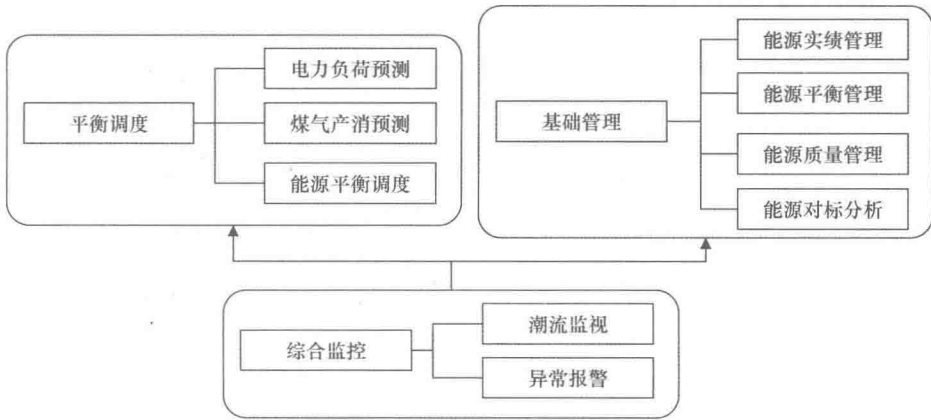 平衡调度
电力负荷预测
煤气产消预测
能源平衡调度
基础管理
能源实绩管理
能源平衡管理
能源质量管理
能源对标分析
综合监控
潮流监视
异常报警